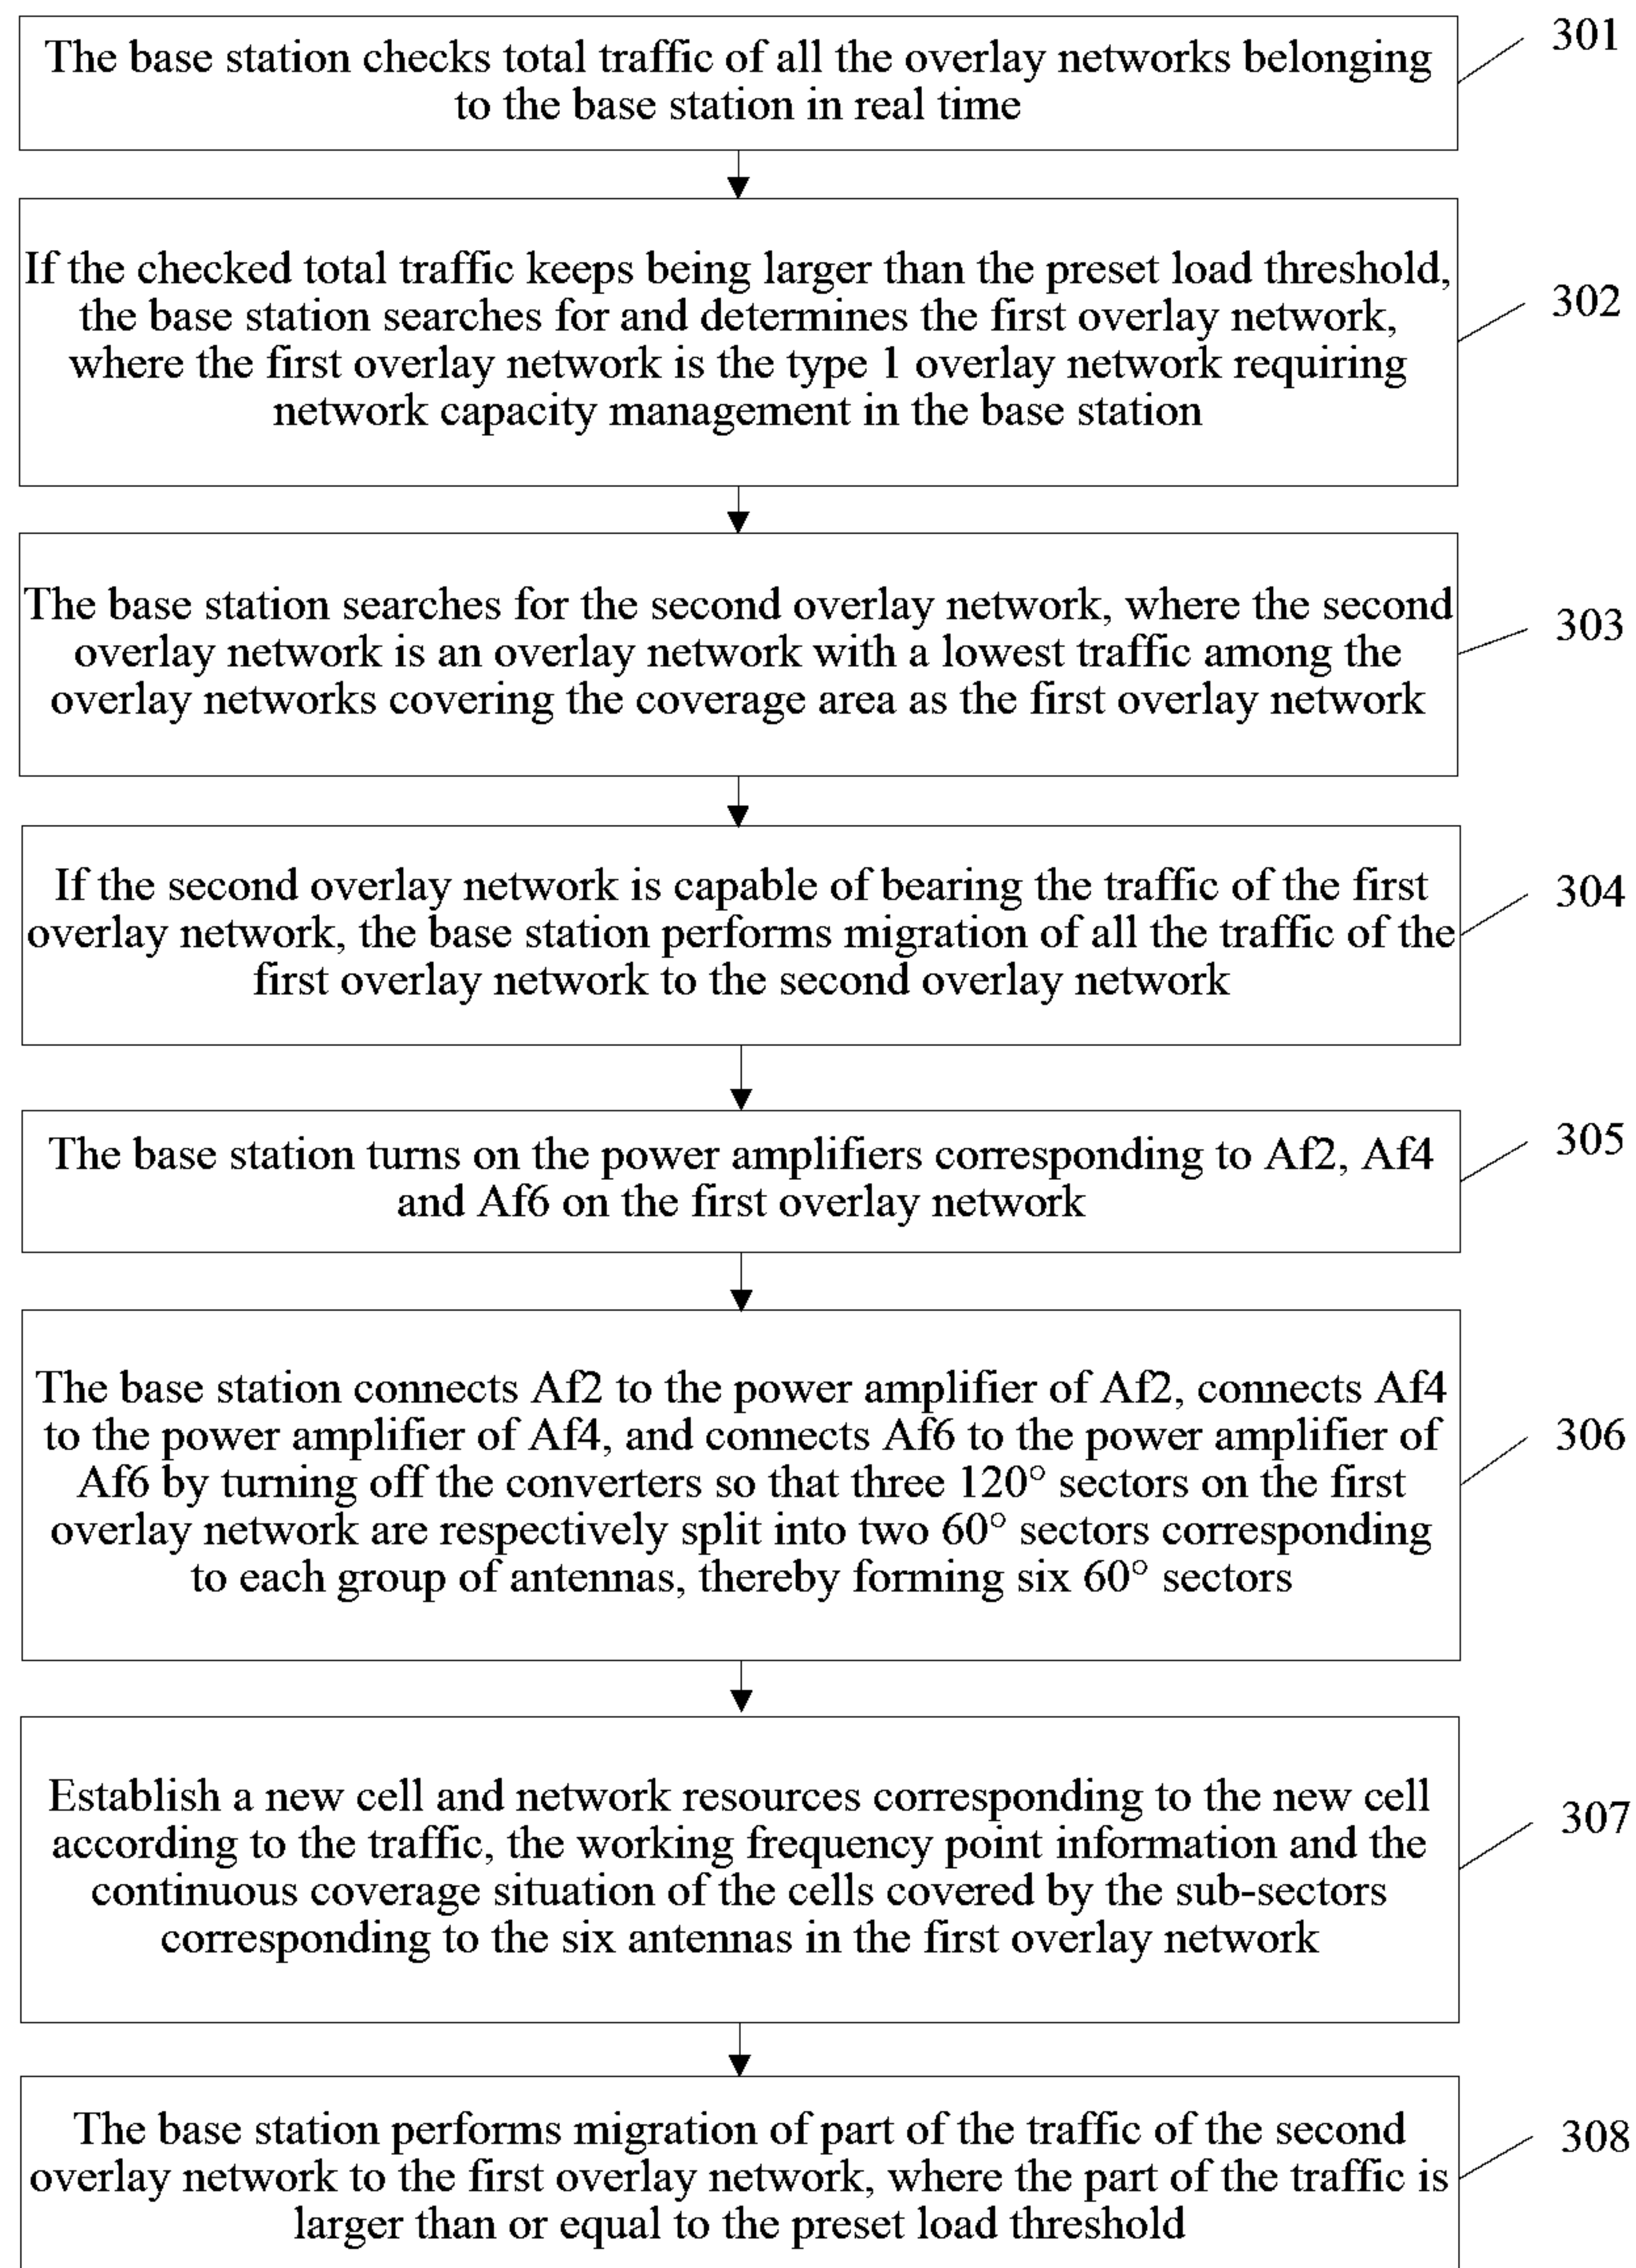 The base station checks total traffic of all the overlay networks belonging
to the base station in real time
301
If the checked total traffic keeps being larger than the preset load threshold,
the base station searches for and determines the first overlay network,
where the first overlay network is the type 1 overlay network requiring
network capacity management in the base station
302
The base station searches for the second overlay network, where the second
overlay network is an overlay network with a lowest traffic among the
overlay networks covering the coverage area as the first overlay network
303
If the second overlay network is capable of bearing the traffic of the first
overlay network, the base station performs migration of all the traffic of the
first overlay network to the second overlay network
304
The base station turns on the power amplifiers corresponding to Af2, Af4
and Af6 on the first overlay network
305
The base station connects Af2 to the power amplifier of Af2, connects Af4
to the power amplifier of Af4, and connects Af6 to the power amplifier of
Af6 by turning off the converters so that three 120° sectors on the first
overlay network are respectively split into two 60° sectors corresponding
to each group of antennas, thereby forming six 60° sectors
306
Establish a new cell and network resources corresponding to the new cell
according to the traffic, the working frequency point information and the
continuous coverage situation of the cells covered by the sub-sectors
corresponding to the six antennas in the first overlay network
307
The base station performs migration of part of the traffic of the second
overlay network to the first overlay network, where the part of the traffic is
larger than or equal to the preset load threshold
308